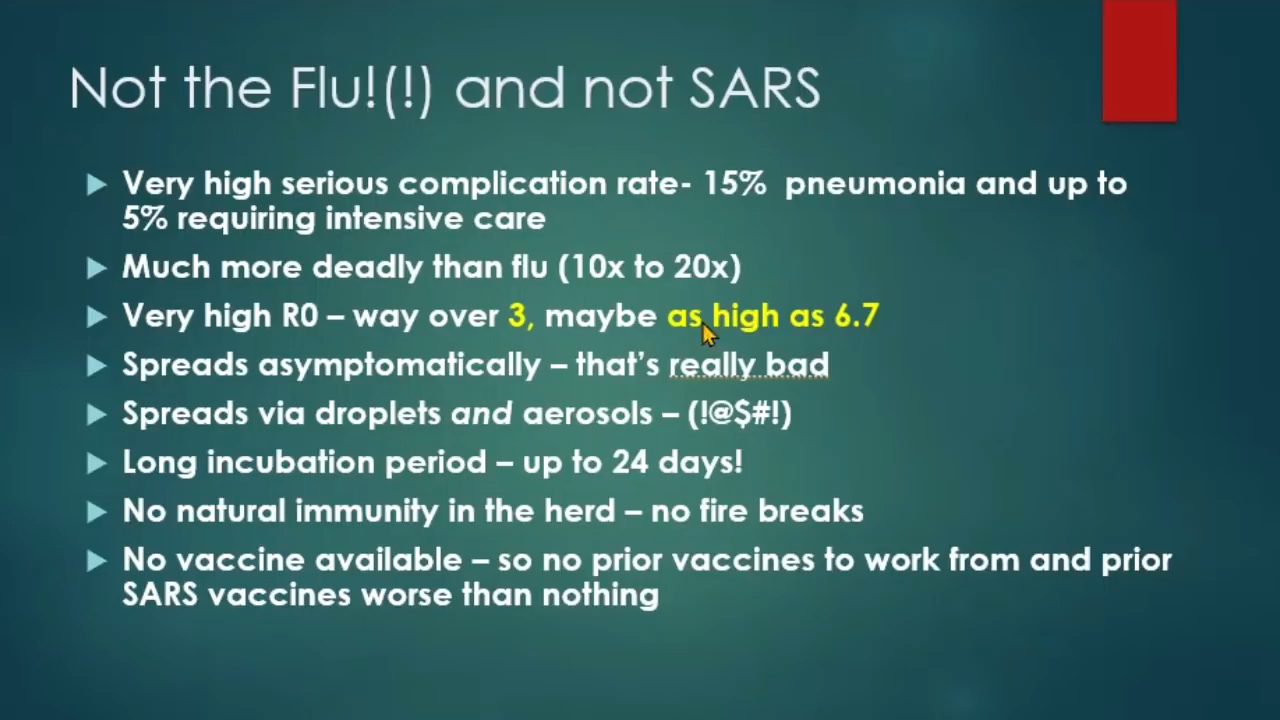 Not the Flu!(!) and not SARS
Very high serious complication rate- 15%  pneumonia and up to
5% requiring intensive care
Much more deadly than flu (10x to 20x)
Very high R0 – way over 3, maybe as high as 6.7
Spreads asymptomatically – that’s really bad
Spreads via droplets and aerosols – (!@$#!)
Long incubation period – up to 24 days!
No natural immunity in the herd – no fire breaks
No vaccine available – so no prior vaccines to work from and prior
SARS vaccines worse than nothing